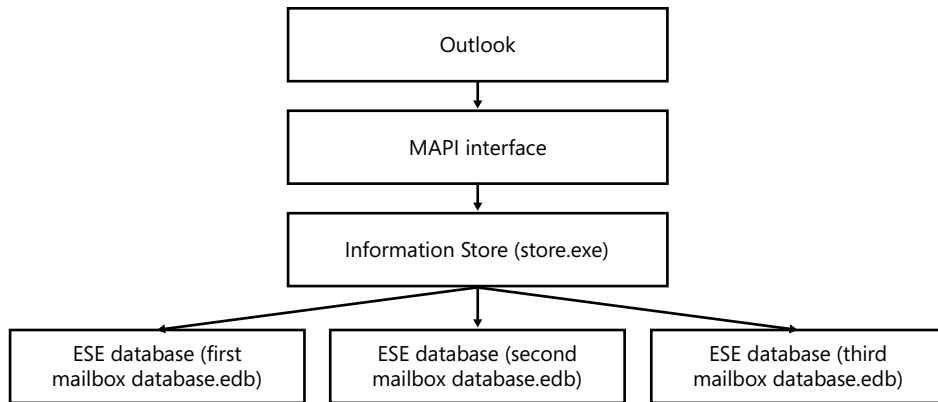 Outlook
MAPI interface
Information Store (store.exe)
ESE database (first
mailbox database.edb)
ESE database (second
mailbox database.edb)
ESE database (third
mailbox database.edb)